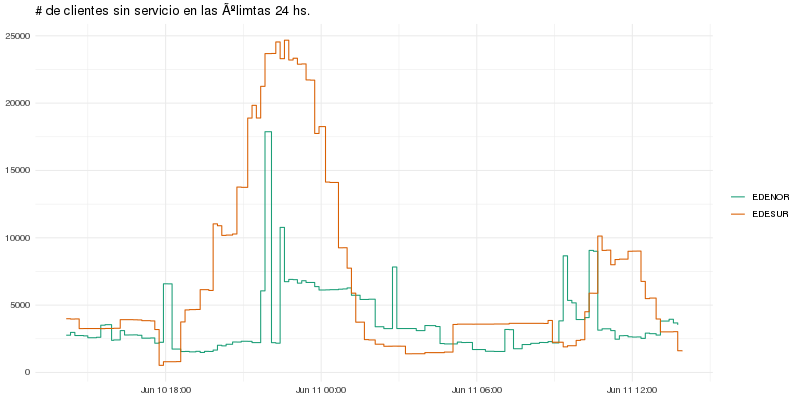 # de clientes sin servicio en las Ãºlimtas 24 hs.
25000
20000
15000
10000
5000
0
Jun 10 18:00
Jun 11 00:00
Jun 11 06:00
Jun 11 12:00
EDENOR
EDESUR